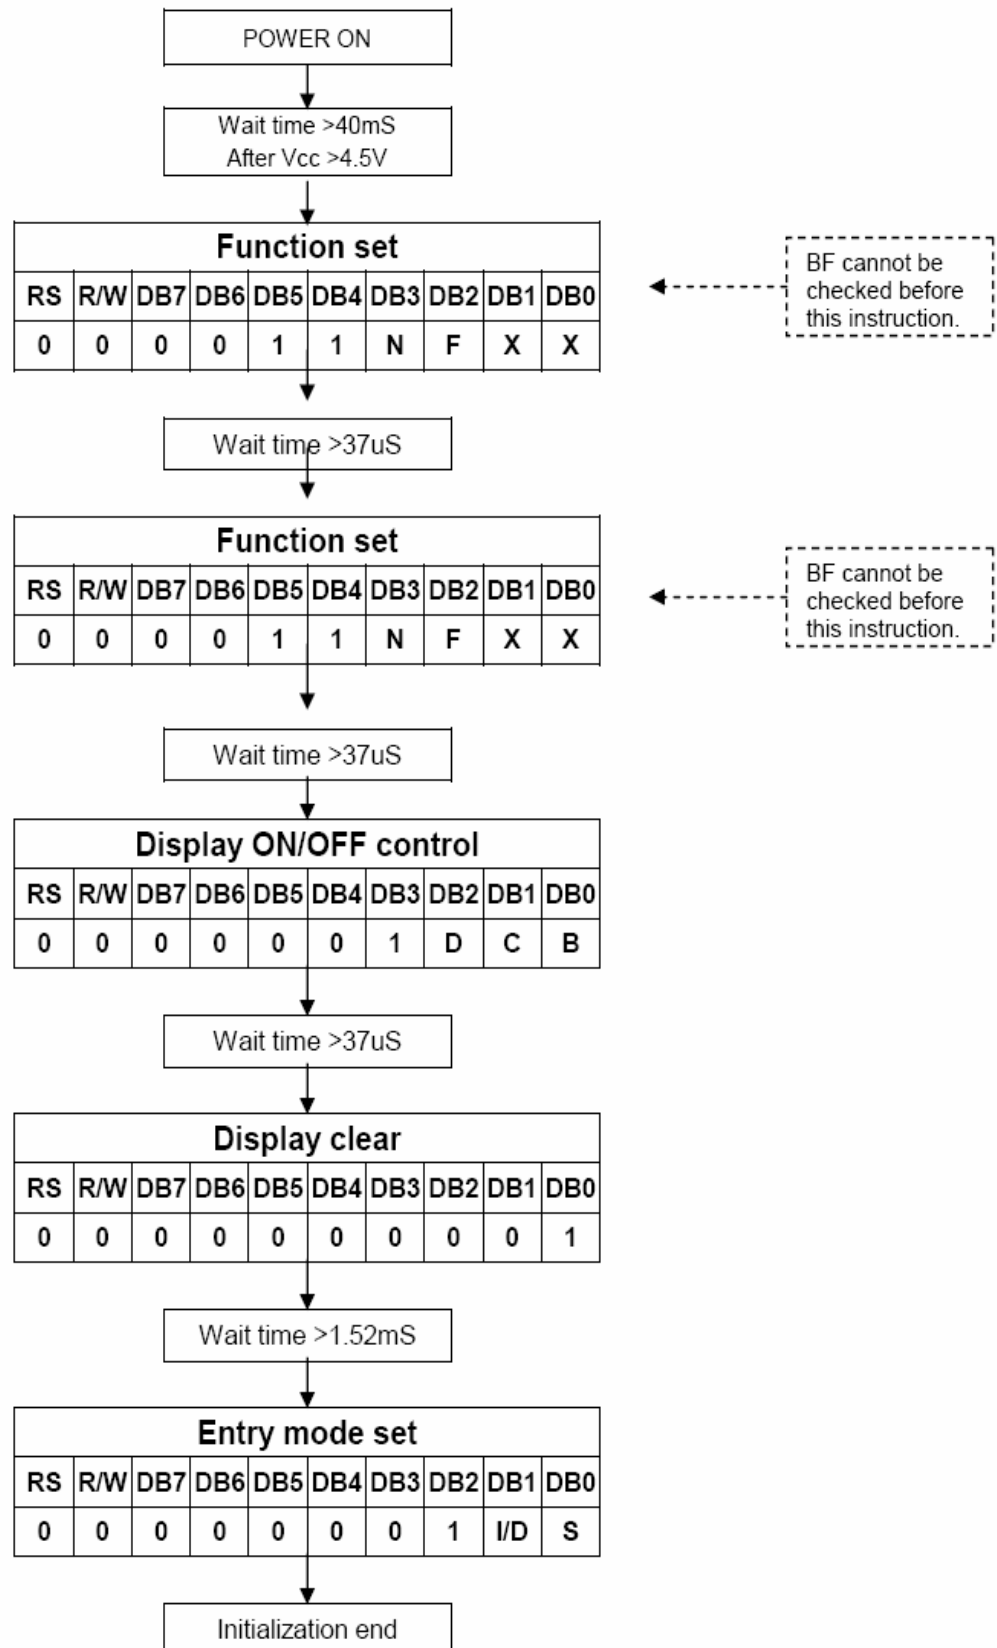 POWER ON
Wait time >40mS
After Vcc >4.5V
Function set
RS R/W DB7 DB6 DB5 DB4 DB3 DB2 DB1 DB0
0 0 0 0 1 1 N F X X
BF cannot be
checked before
this instruction.
Wait time >37uS
Function set
RS R/W DB7 DB6 DB5 DB4 DB3 DB2 DB1 DB0
0 0 0 0 1 1 N F X X
BF cannot be
checked before
this instruction.
Wait time >37uS
Display ON/OFF control
RS R/W DB7 DB6 DB5 DB4 DB3 DB2 DB1 DB0
0 0 0 0 0 0 1 D C B
Wait time >37uS
Display clear
RS R/W DB7 DB6 DB5 DB4 DB3 DB2 DB1 DB0
0 0 0 0 0 0 0 0 0 1
Wait time >1.52mS
Entry mode set
RS R/W DB7 DB6 DB5 DB4 DB3 DB2 DB1 DB0
0 0 0 0 0 0 0 1 I/D S
Initialization end